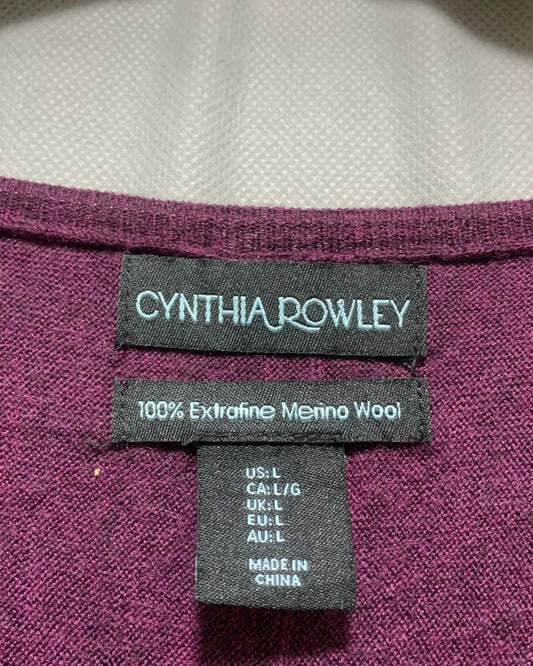 CYNTHIA ROWLEY
100% Extrafine Merino Wool
US: L
CA: L/G
UK: L
EU: L
AU: L
MADE IN
CHINA